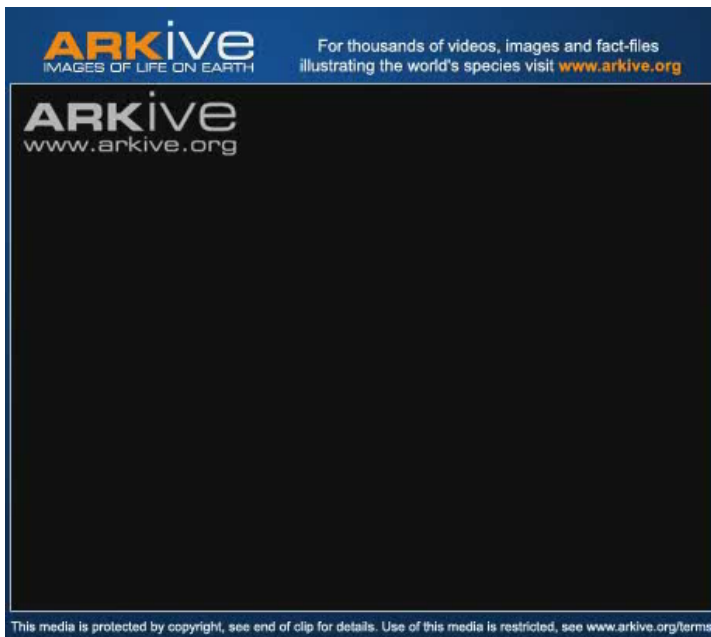 ARKive
IMAGES OF LIFE ON EARTH
For thousands of videos, images and fact-files
illustrating the world's species visit www.arkive.org
ARKive
www.arkive.org
This media is protected by copyright, see end of clip for details. Use of this media is restricted, see www.arkive.org/terms